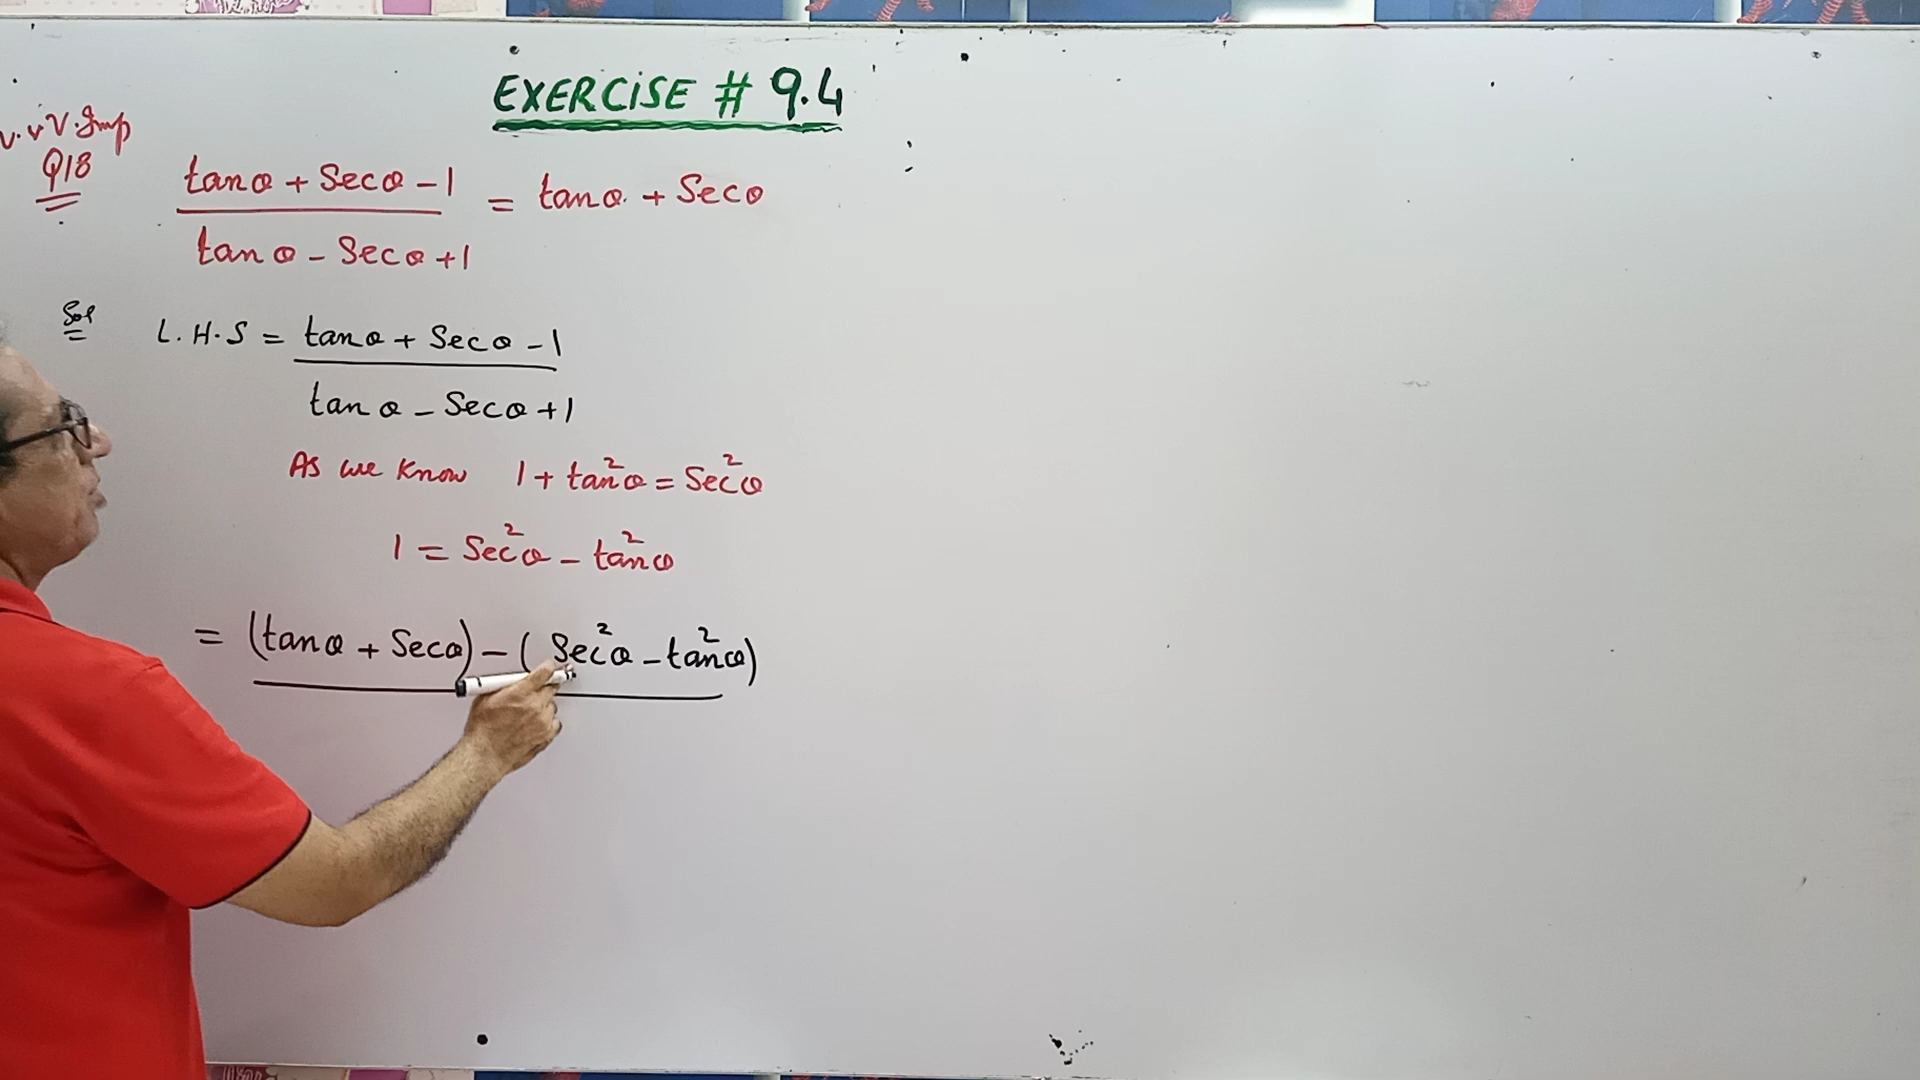 EXERCISE # 9.4
V.V.V.Imp
Q18
tanθ + Secθ - 1
tanθ - Secθ + 1
= tanθ + Secθ
Sol
L.H.S = tanθ + Secθ - 1
tanθ - Secθ + 1
As we know 1 + tan²θ = Sec²θ
1 = Sec²θ - tan²θ
= (tanθ + Secθ) - (Sec²θ - tan²θ)